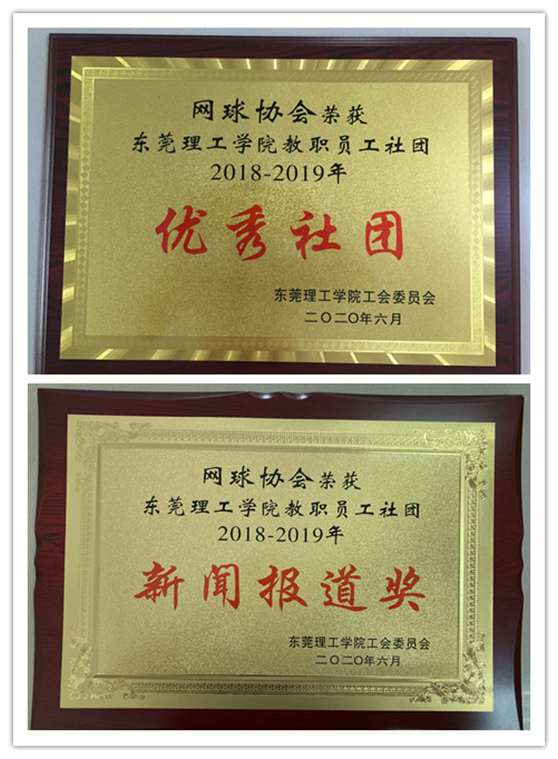 网球协会荣获
东莞理工学院教职员工社团
2018-2019年
优秀社团
东莞理工学院工会委员会
二〇二〇年六月
网球协会荣获
东莞理工学院教职员工社团
2018-2019年
新闻报道奖
东莞理工学院工会委员会
二〇二〇年六月